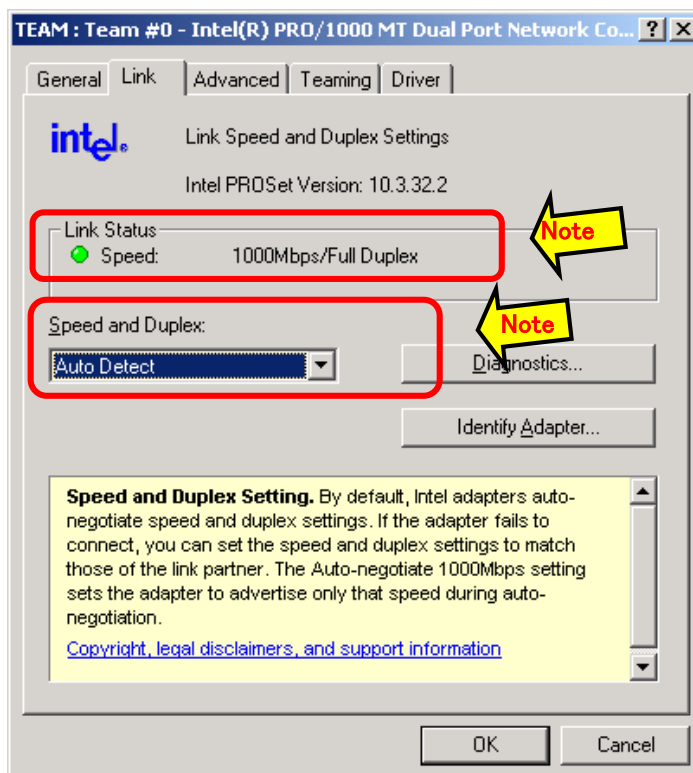 TEAM : Team #0 - Intel(R) PRO/1000 MT Dual Port Network Co...
General Link Advanced Teaming Driver
intel. Link Speed and Duplex Settings
Intel PROSet Version: 10.3.32.2
Link Status
Speed: 1000Mbps/Full Duplex
Note
Speed and Duplex:
Note
Auto Detect
Diagnostics...
Identify Adapter...
Speed and Duplex Setting. By default, Intel adapters auto-
negotiate speed and duplex settings. If the adapter fails to
connect, you can set the speed and duplex settings to match
those of the link partner. The Auto-negotiate 1000Mbps setting
sets the adapter to advertise only that speed during auto-
negotiation.
Copyright, legal disclaimers, and support information
OK Cancel